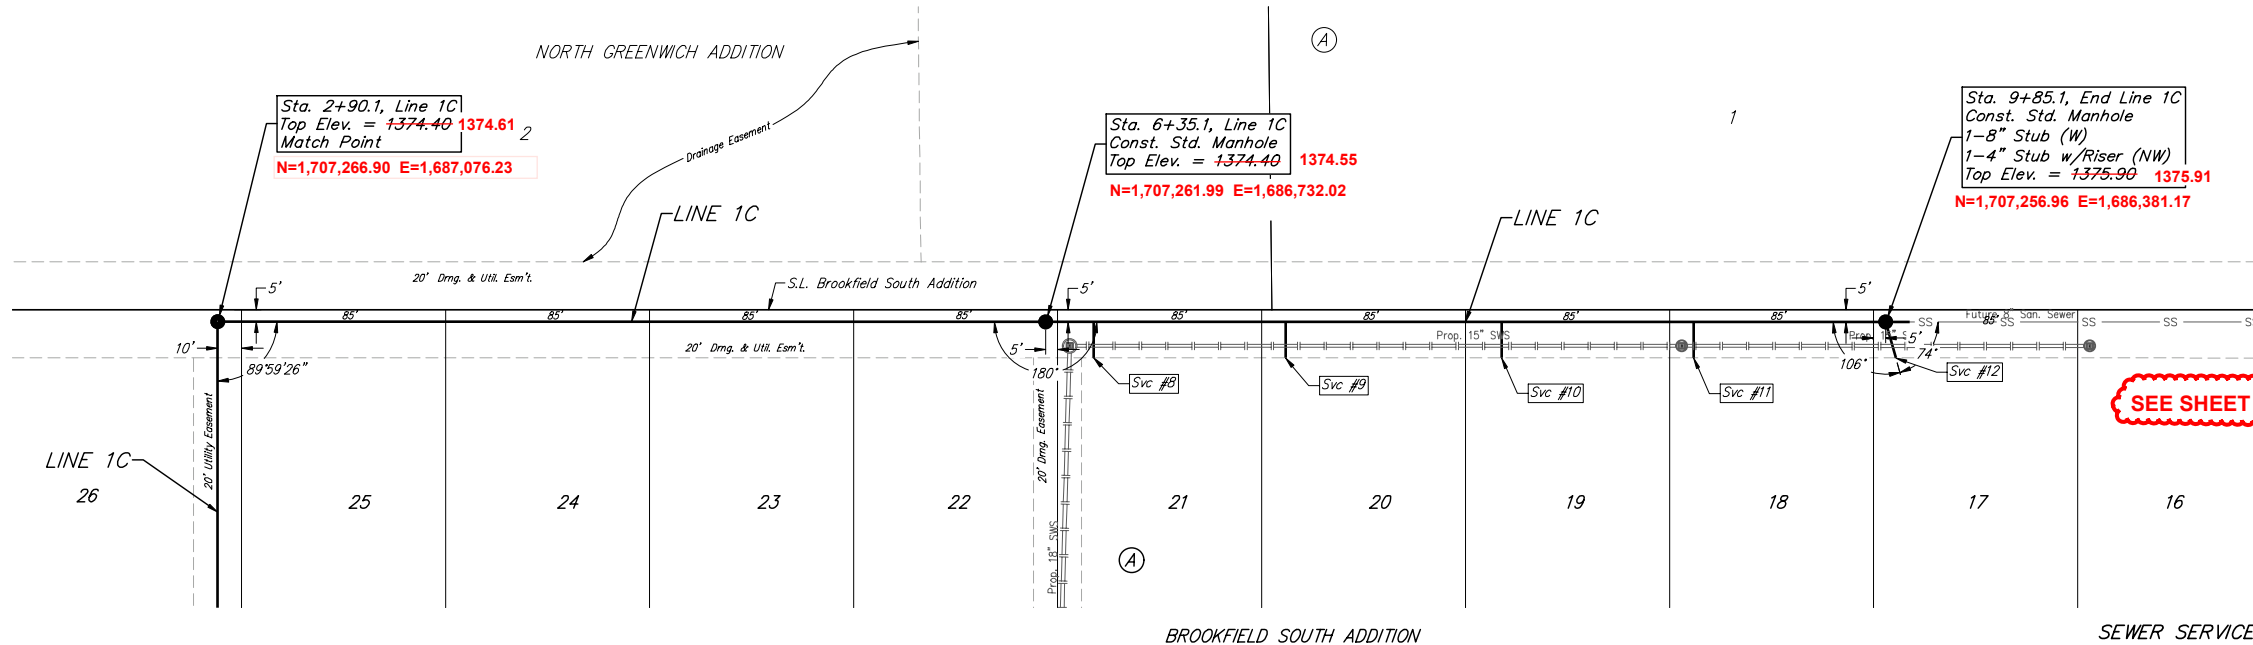 NORTH GREENWICH ADDITION
A
Sta. 2+90.1, Line 1C
Top Elev. = 1374.40 1374.61
Match Point
N=1,707,266.90 E=1,687,076.23
2
Drainage Easement
Sta. 6+35.1, Line 1C
Const. Std. Manhole
Top Elev. = 1374.40 1374.55
N=1,707,261.99 E=1,686,732.02
1
Sta. 9+85.1, End Line 1C
Const. Std. Manhole
1-8" Stub (W)
1-4" Stub w/Riser (NW)
Top Elev. = 1375.90 1375.91
N=1,707,256.96 E=1,686,381.17
LINE 1C
LINE 1C
20' Drng. & Util. Esm't.
S.L. Brookfield South Addition
5'
5'
5'
85'
85'
85'
85'
85'
85'
85'
85'
85'
Future 8" San. Sewer
SS
SS
SS
SS
SS
Prop. 15" SWS
Prop. 15" S
10'
20' Drng. & Util. Esm't.
5'
5'
89°59'26"
180°
106°
74°
Svc #8
Svc #9
Svc #10
Svc #11
Svc #12
SEE SHEET
20' Utility Easement
20' Drng. Easement
Prop. 18" SWS
LINE 1C
26
25
24
23
22
21
20
19
18
17
16
A
BROOKFIELD SOUTH ADDITION
SEWER SERVICE